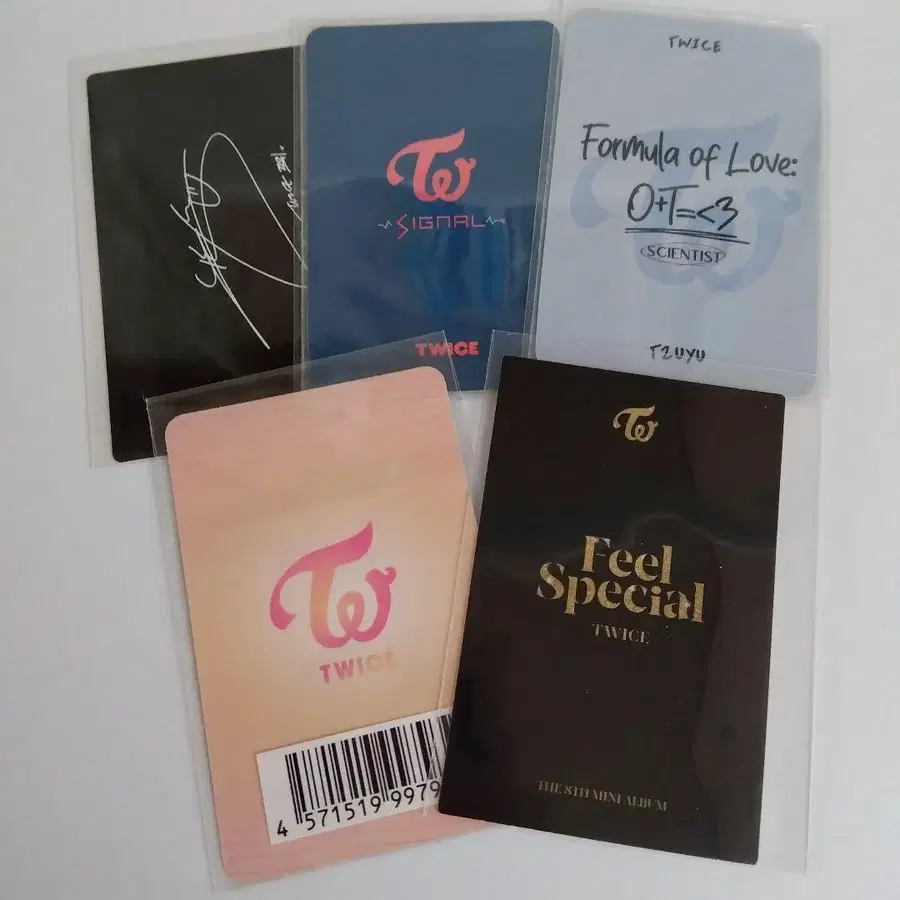 SIGNAL
TWICE
TWICE
Formula of Love:
O+T=<3
SCIENTIST
TZUYU
TWICE
4 571519 9979
Feel
Special
TWICE
THE 8TH MINI ALBUM